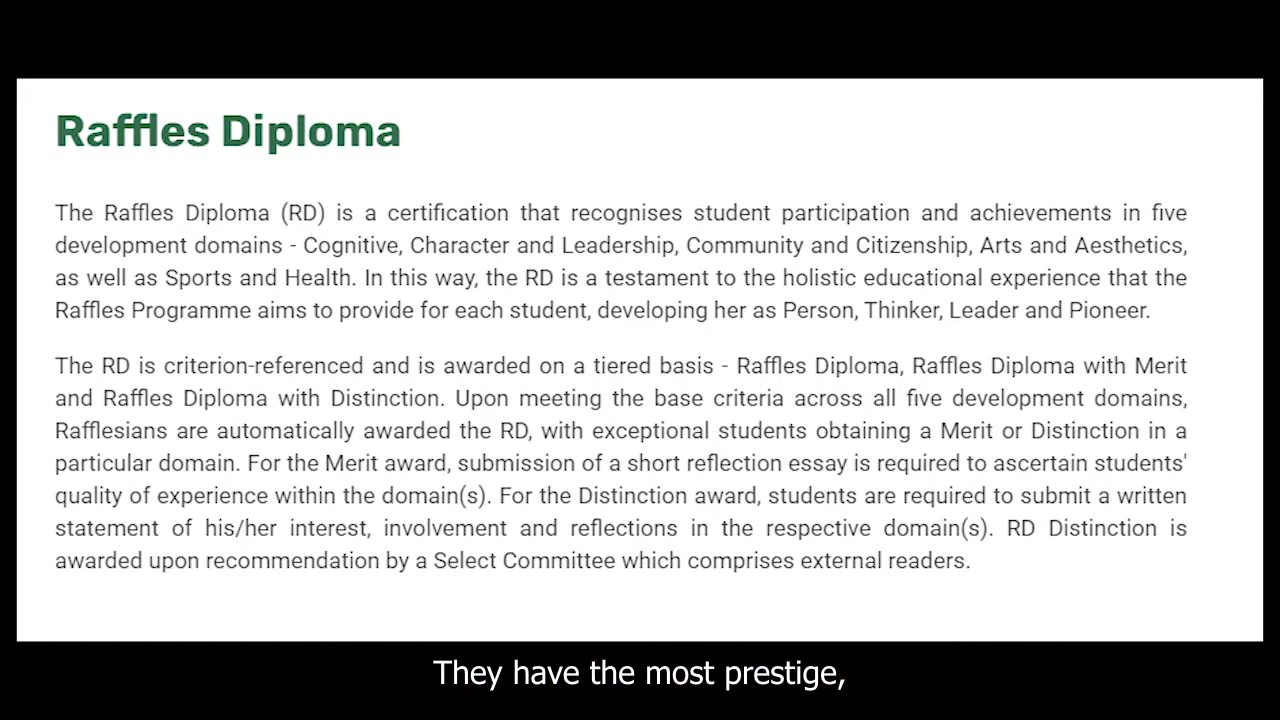 Raffles Diploma
The Raffles Diploma (RD) is a certification that recognises student participation and achievements in five
development domains - Cognitive, Character and Leadership, Community and Citizenship, Arts and Aesthetics,
as well as Sports and Health. In this way, the RD is a testament to the holistic educational experience that the
Raffles Programme aims to provide for each student, developing her as Person, Thinker, Leader and Pioneer.
The RD is criterion-referenced and is awarded on a tiered basis - Raffles Diploma, Raffles Diploma with Merit
and Raffles Diploma with Distinction. Upon meeting the base criteria across all five development domains,
Rafflesians are automatically awarded the RD, with exceptional students obtaining a Merit or Distinction in a
particular domain. For the Merit award, submission of a short reflection essay is required to ascertain students'
quality of experience within the domain(s). For the Distinction award, students are required to submit a written
statement of his/her interest, involvement and reflections in the respective domain(s). RD Distinction is
awarded upon recommendation by a Select Committee which comprises external readers.
They have the most prestige,